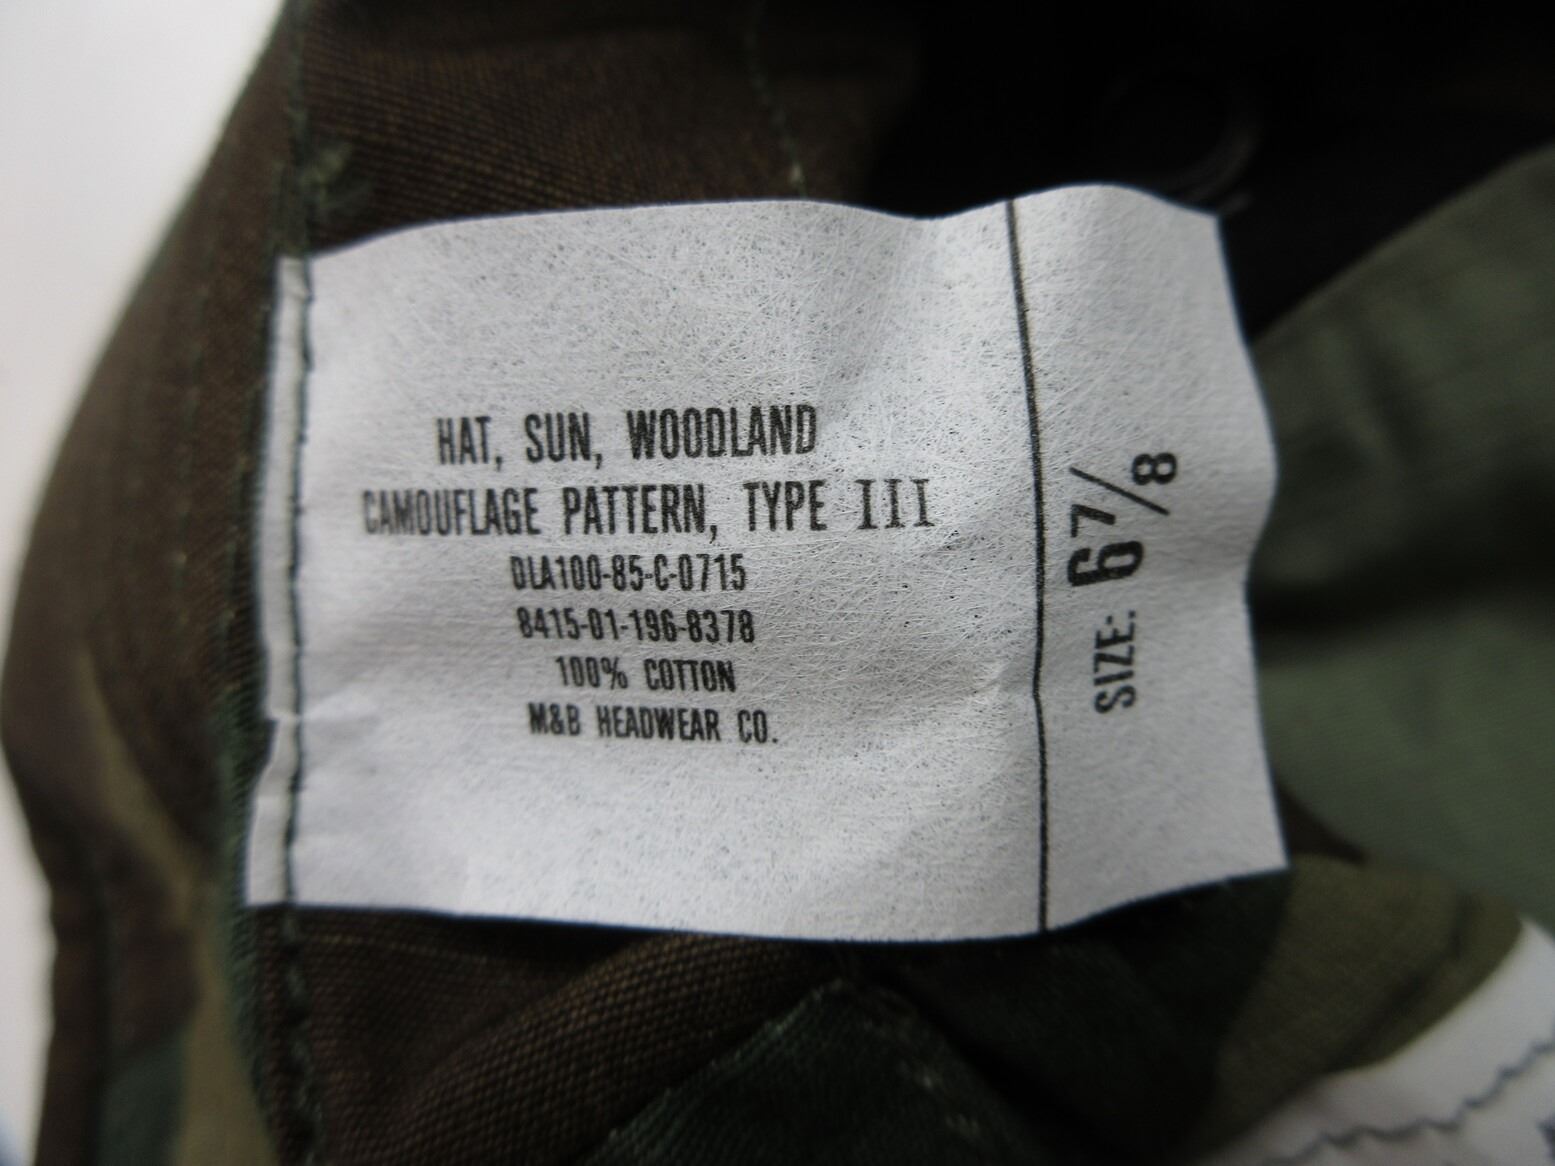 HAT, SUN, WOODLAND
CAMOUFLAGE PATTERN, TYPE III
DLA100-85-C-0715
8415-01-196-8378
100% COTTON
M&B HEADWEAR CO.
SIZE: 6 7/8